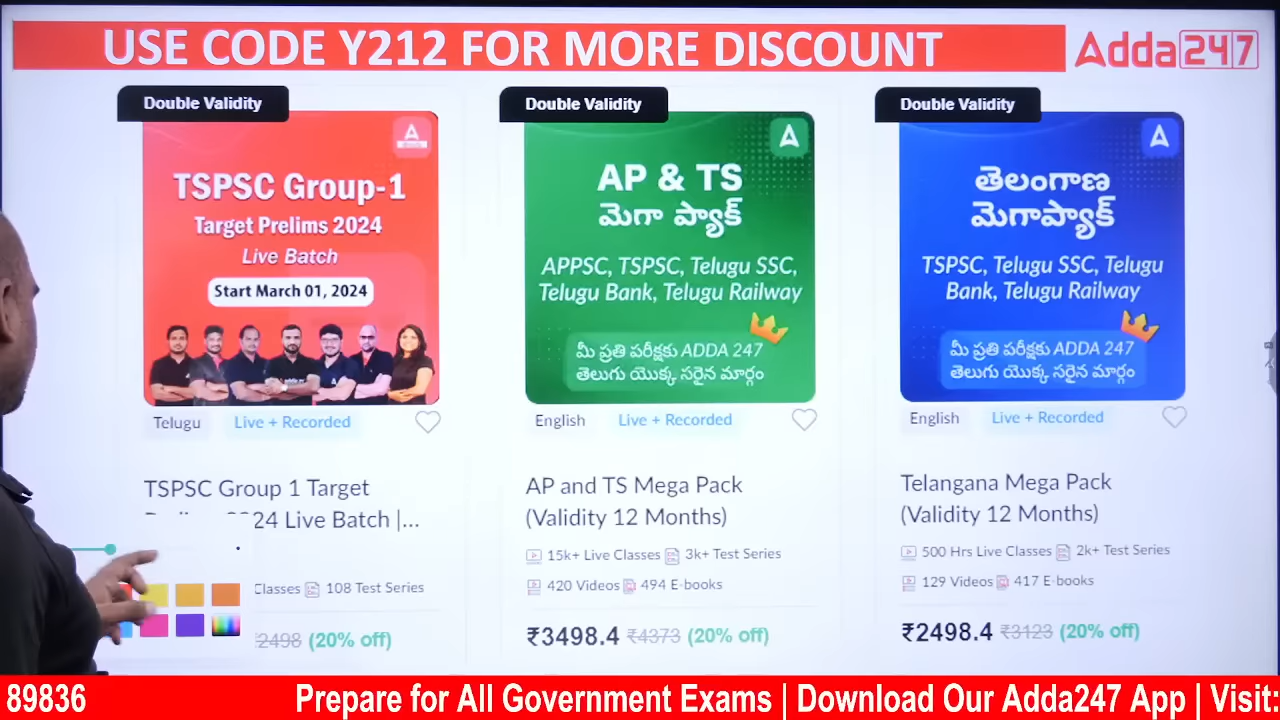 USE CODE Y212 FOR MORE DISCOUNT
Adda247
Double Validity
TSPSC Group-1
Target Prelims 2024
Live Batch
Start March 01, 2024
Telugu
Live + Recorded
TSPSC Group 1 Target
24 Live Batch |...
Classes
108 Test Series
2498 (20% off)
Double Validity
AP & TS
మెగా ప్యాక్
APPSC, TSPSC, Telugu SSC,
Telugu Bank, Telugu Railway
మీ ప్రతి పరీక్షకు ADDA 247
తెలుగు యొక్క సరైన మార్గం
English
Live + Recorded
AP and TS Mega Pack
(Validity 12 Months)
15k+ Live Classes
3k+ Test Series
420 Videos
494 E-books
₹3498.4 ₹4373 (20% off)
Double Validity
తెలంగాణ
మెగాప్యాక్
TSPSC, Telugu SSC, Telugu
Bank, Telugu Railway
మీ ప్రతి పరీక్షకు ADDA 247
తెలుగు యొక్క సరైన మార్గం
English
Live + Recorded
Telangana Mega Pack
(Validity 12 Months)
500 Hrs Live Classes
2k+ Test Series
129 Videos
417 E-books
₹2498.4 ₹3123 (20% off)
89836
Prepare for All Government Exams | Download Our Adda247 App | Visit: